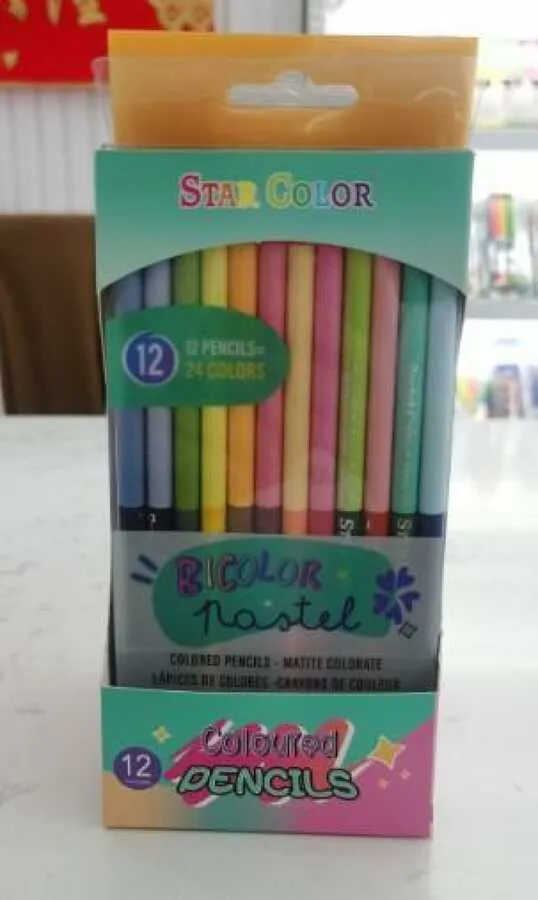 STAR COLOR
12
12 PENCILS=
24 COLORS
BICOLOR
pastel
COLORED PENCILS - MATITE COLORATE
LÁPICES DE COLORES - CRAYONS DE COULEUR
Coloured
12
PENCILS